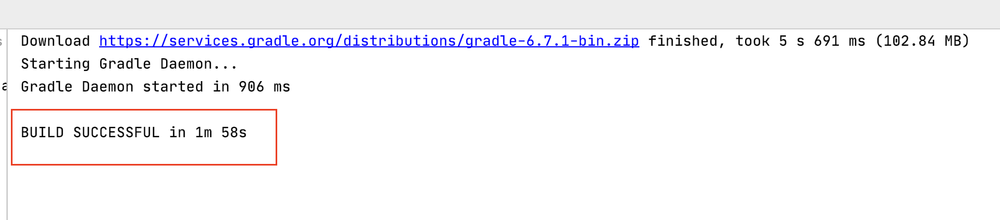 Download https://services.gradle.org/distributions/gradle-6.7.1-bin.zip finished, took 5 s 691 ms (102.84 MB)
Starting Gradle Daemon...
Gradle Daemon started in 906 ms
BUILD SUCCESSFUL in 1m 58s